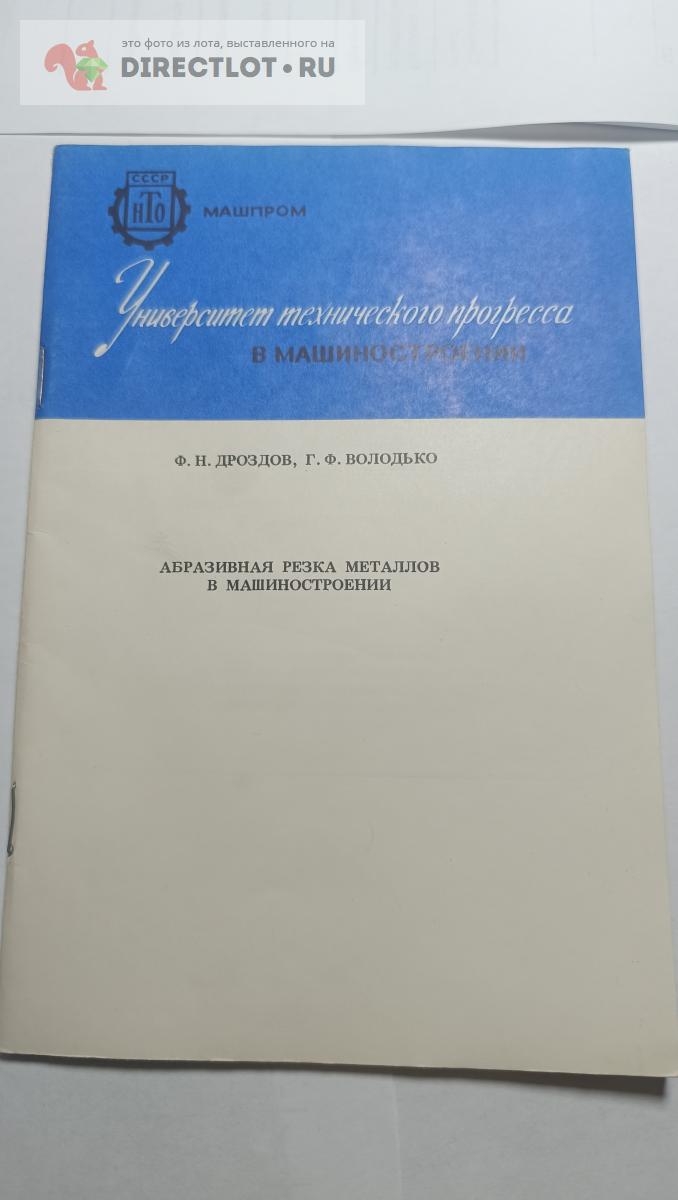 это фото из лота, выставленного на
DIRECTLOT•RU
СССР
НТО
МАШПРОМ
Университет технического прогресса
В МАШИНОСТРОЕНИИ
Ф. Н. ДРОЗДОВ, Г. Ф. ВОЛОДЬКО
АБРАЗИВНАЯ РЕЗКА МЕТАЛЛОВ
В МАШИНОСТРОЕНИИ